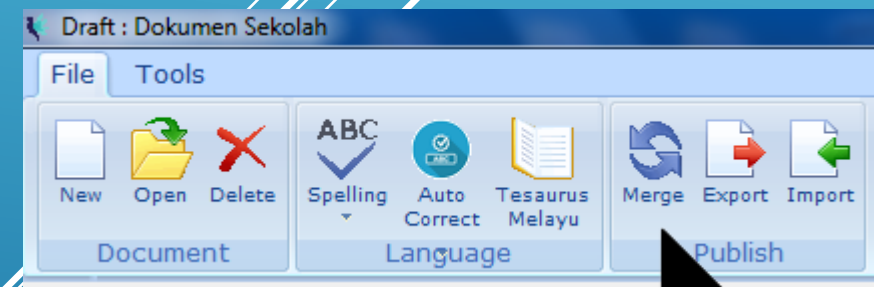 Draft : Dokumen Sekolah
File Tools
ABC
New Open Delete Spelling Auto Correct Tesaurus Melayu Merge Export Import
Document Language Publish